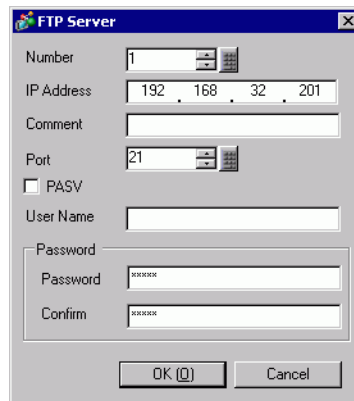 FTP Server
Number 1
IP Address 192 . 168 . 32 . 201
Comment
Port 21
PASV
User Name
Password
Password *****
Confirm *****
OK (O) Cancel